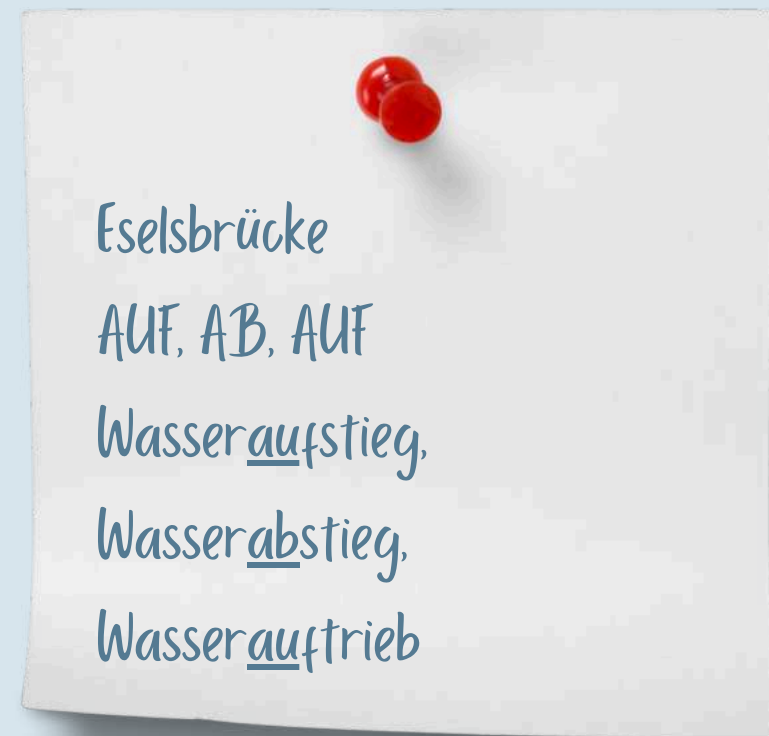 Eselsbrücke
AUF, AB, AUF
Wasseraufstieg,
Wasserabstieg,
Wasserauftrieb